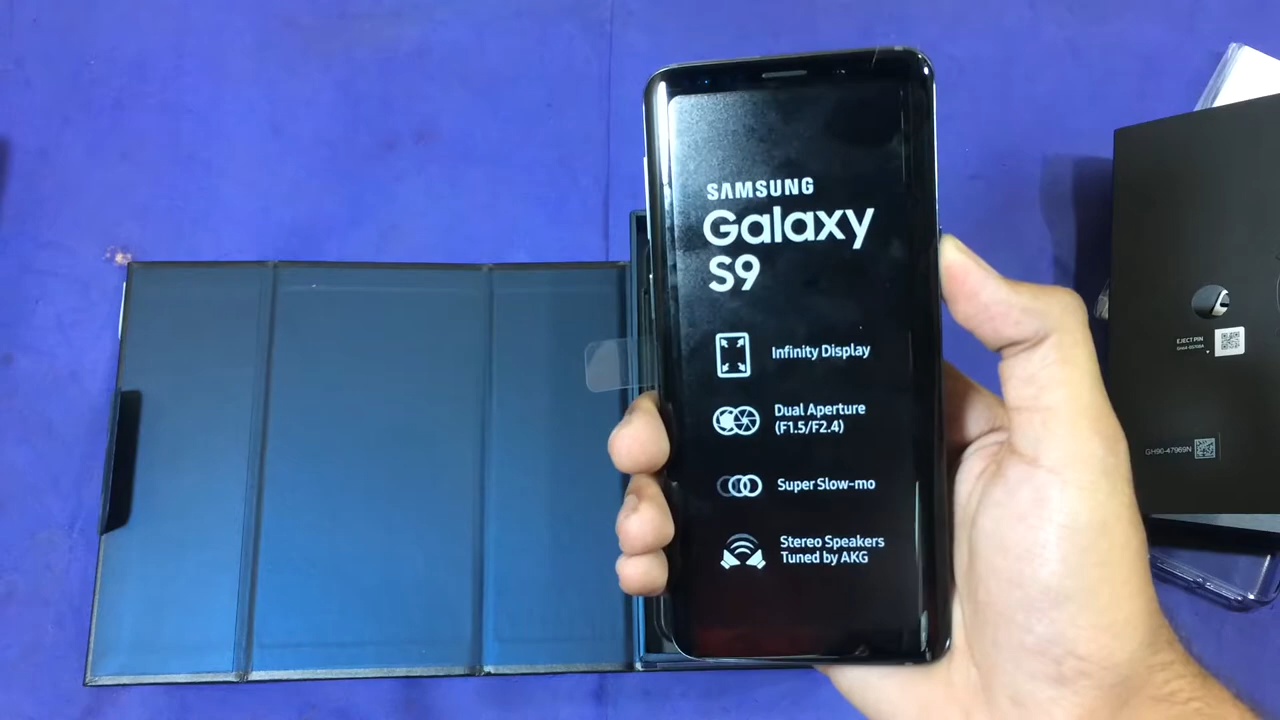 SAMSUNG
Galaxy
S9
Infinity Display
Dual Aperture
(F1.5/F2.4)
Super Slow-mo
Stereo Speakers
Tuned by AKG
EJECT PIN
GH90-47969N